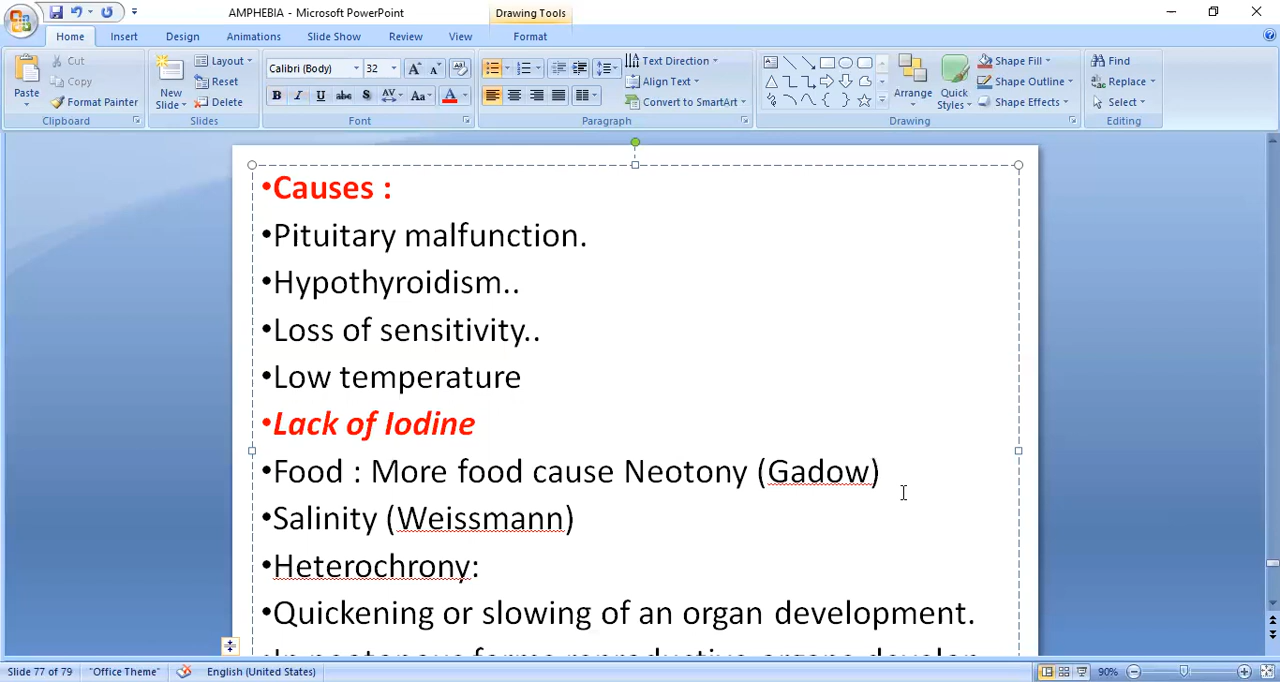 AMPHEBIA - Microsoft PowerPoint
Drawing Tools
Home Insert Design Animations Slide Show Review View Format
Paste
Cut
Copy
Format Painter
Clipboard
New Slide
Layout
Reset
Delete
Slides
Calibri (Body) 32
B I U abc S AV Aa A
Font
Text Direction
Align Text
Convert to SmartArt
Paragraph
Arrange
Quick Styles
Shape Fill
Shape Outline
Shape Effects
Drawing
Find
Replace
Select
Editing
•Causes :
•Pituitary malfunction.
•Hypothyroidism..
•Loss of sensitivity..
•Low temperature
•Lack of Iodine
•Food : More food cause Neotony (Gadow)
•Salinity (Weissmann)
•Heterochrony:
•Quickening or slowing of an organ development.
Slide 77 of 79 "Office Theme" English (United States) 90%